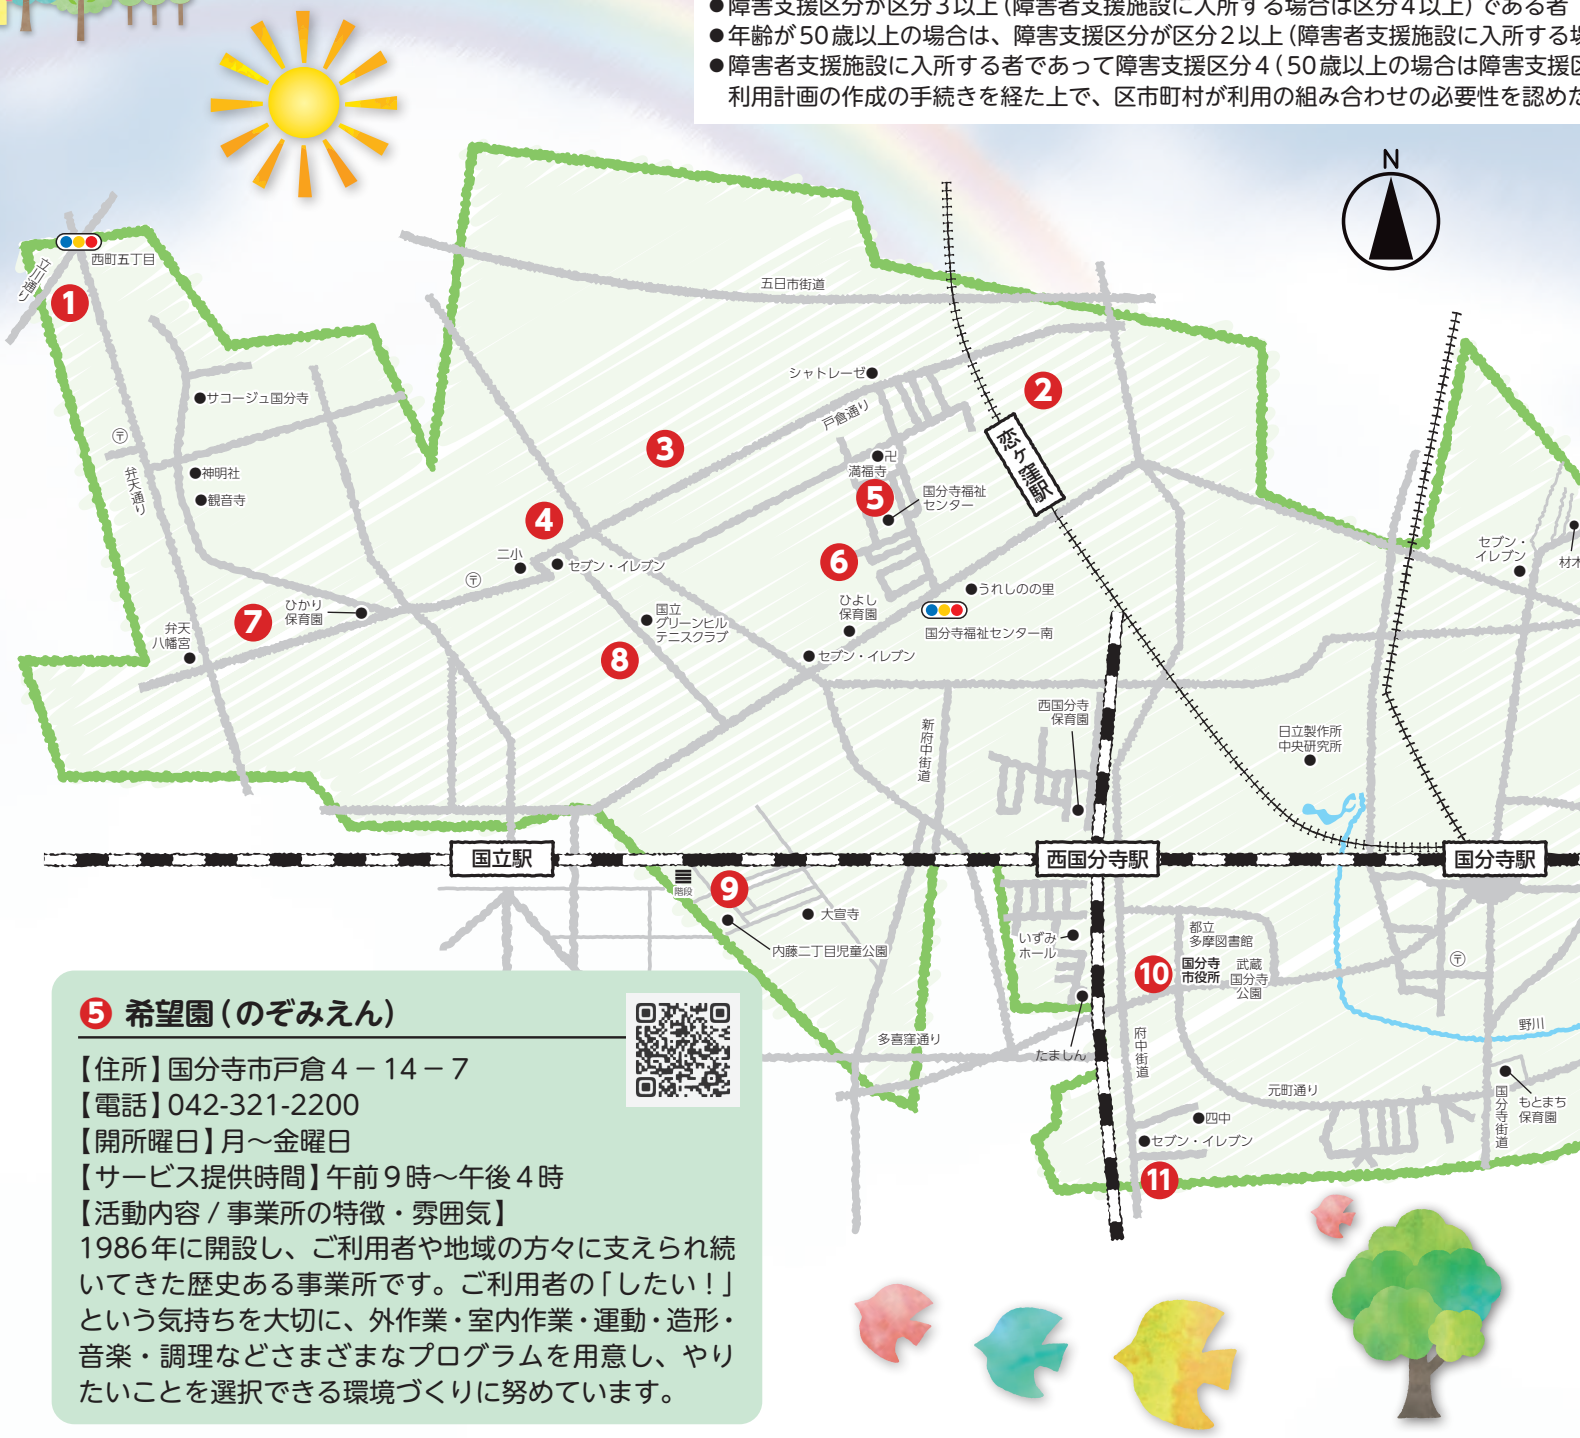 ●障害支援区分が区分3以上(障害者支援施設に入所する場合は区分4以上)である者
●年齢が50歳以上の場合は、障害支援区分が区分2以上(障害者支援施設に入所する場
●障害者支援施設に入所する者であって障害支援区分4(50歳以上の場合は障害支援区
利用計画の作成の手続きを経た上で、区市町村が利用の組み合わせの必要性を認めた
N
西町五丁目
立川通り
1
五日市街道
シャトレーゼ
2
サコージュ国分寺
戸倉通り
3
恋ヶ窪駅
〒
卍
満福寺
神明社
弁天通り
観音寺
5
国分寺福祉
センター
4
セブン・
イレブン
材木
二小
セブン・イレブン
6
〒
うれしのの里
ひかり
保育園
7
国立
グリーンヒル
テニスクラブ
ひよし
保育園
国分寺福祉センター南
弁天
八幡宮
8
セブン・イレブン
西国分寺
保育園
新府中街道
日立製作所
中央研究所
国立駅
西国分寺駅
国分寺駅
階段
9
大宣寺
内藤二丁目児童公園
いずみ
ホール
都立
多摩図書館
10
国分寺
市役所
武蔵
国分寺
公園
〒
多喜窪通り
たましん
府中街道
野川
元町通り
国分寺街道
もとまち
保育園
四中
セブン・イレブン
11
5 希望園(のぞみえん)
【住所】国分寺市戸倉4−14−7
【電話】042-321-2200
【開所曜日】月〜金曜日
【サービス提供時間】午前9時〜午後4時
【活動内容 / 事業所の特徴・雰囲気】
1986年に開設し、ご利用者や地域の方々に支えられ続
いてきた歴史ある事業所です。ご利用者の「したい!」
という気持ちを大切に、外作業・室内作業・運動・造形・
音楽・調理などさまざまなプログラムを用意し、やり
たいことを選択できる環境づくりに努めています。